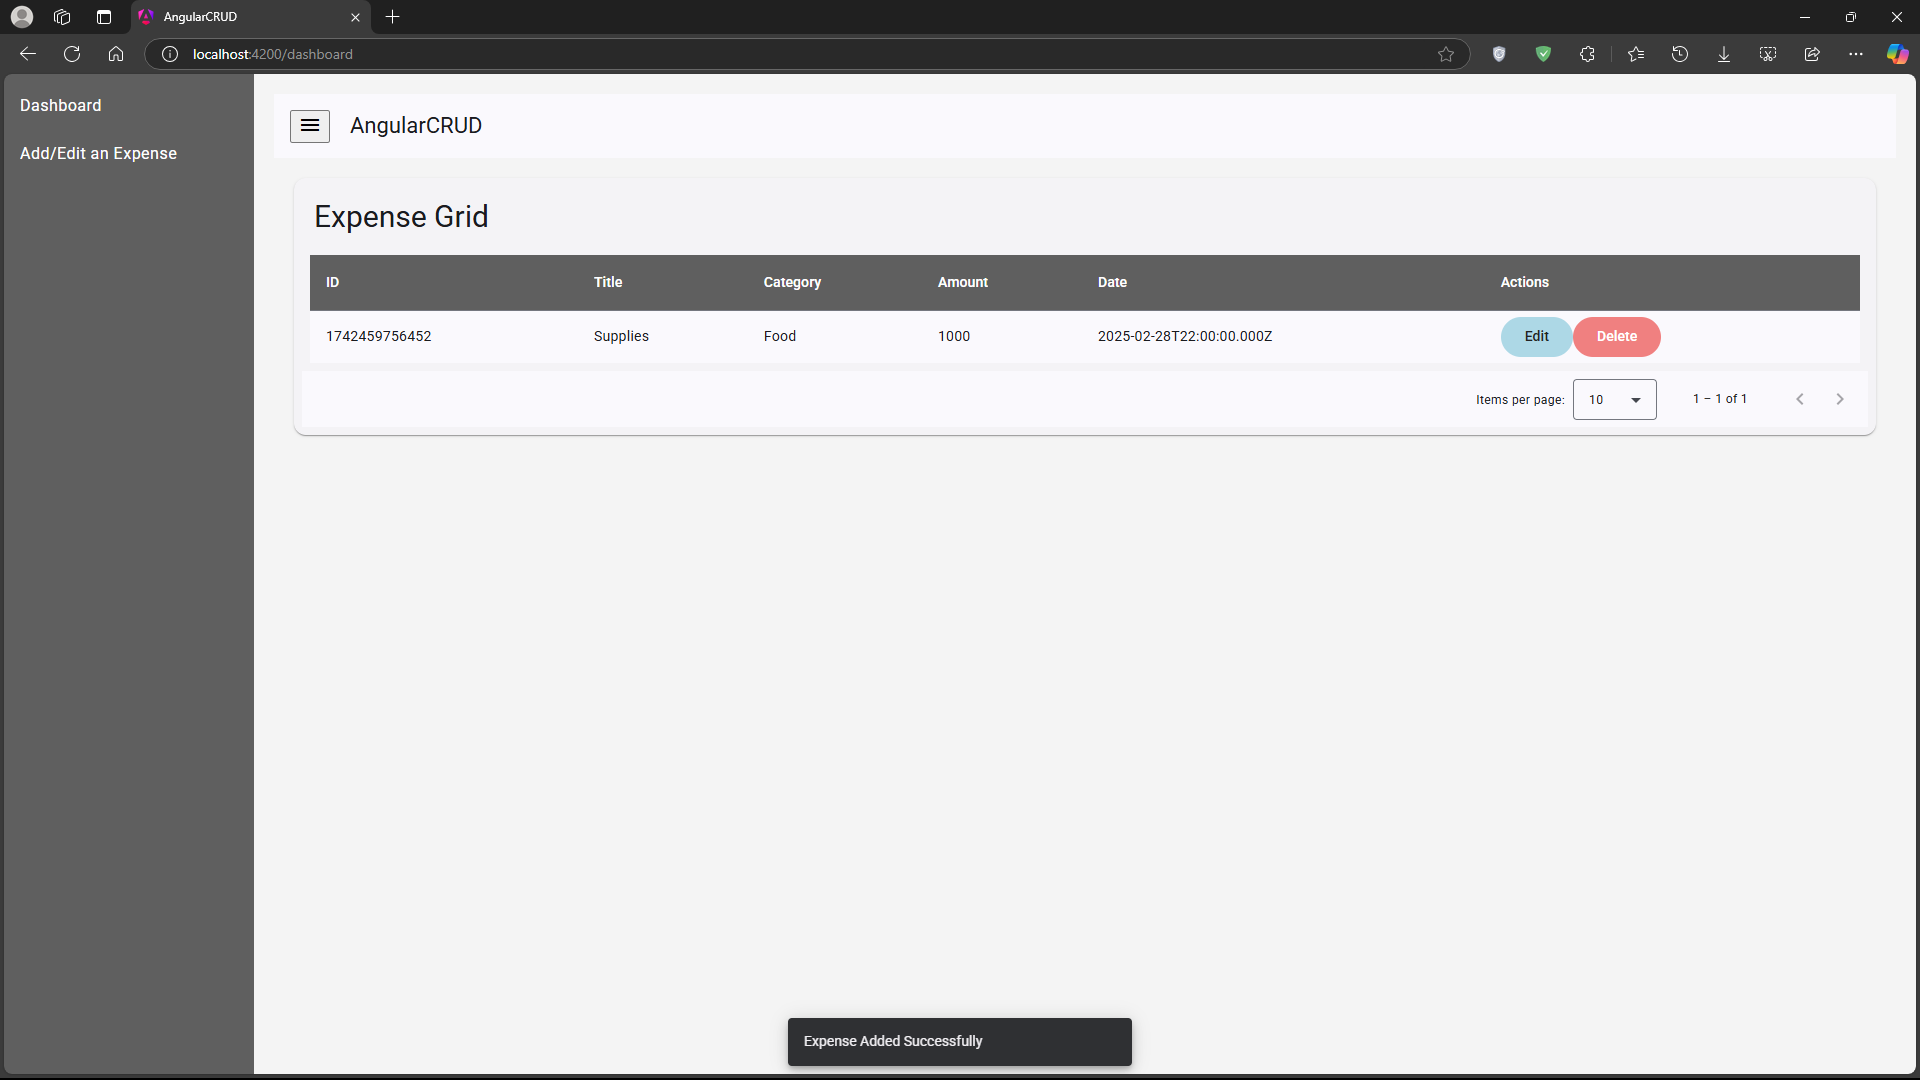 AngularCRUD
localhost:4200/dashboard
Dashboard
Add/Edit an Expense
AngularCRUD
Expense Grid
ID Title Category Amount Date Actions
1742459756452 Supplies Food 1000 2025-02-28T22:00:00.000Z Edit Delete
Items per page: 10 1 – 1 of 1
Expense Added Successfully